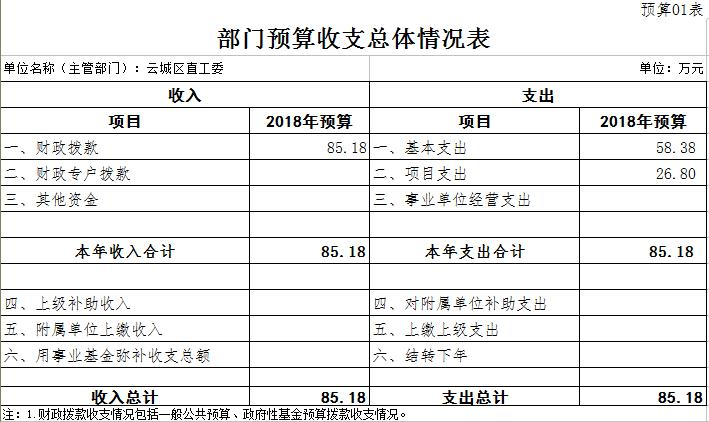 预算01表
部门预算收支总体情况表
单位名称（主管部门）：云城区直工委 单位：万元
收入 支出
项目 2018年预算 项目 2018年预算
一、财政拨款 85.18 一、基本支出 58.38
二、财政专户拨款 二、项目支出 26.80
三、其他资金 三、事业单位经营支出
本年收入合计 85.18 本年支出合计 85.18
四、上级补助收入 四、对附属单位补助支出
五、附属单位上缴收入 五、上缴上级支出
六、用事业基金弥补收支总额 六、结转下年
收入总计 85.18 支出总计 85.18
注：1.财政拨款收支情况包括一般公共预算、政府性基金预算拨款收支情况。